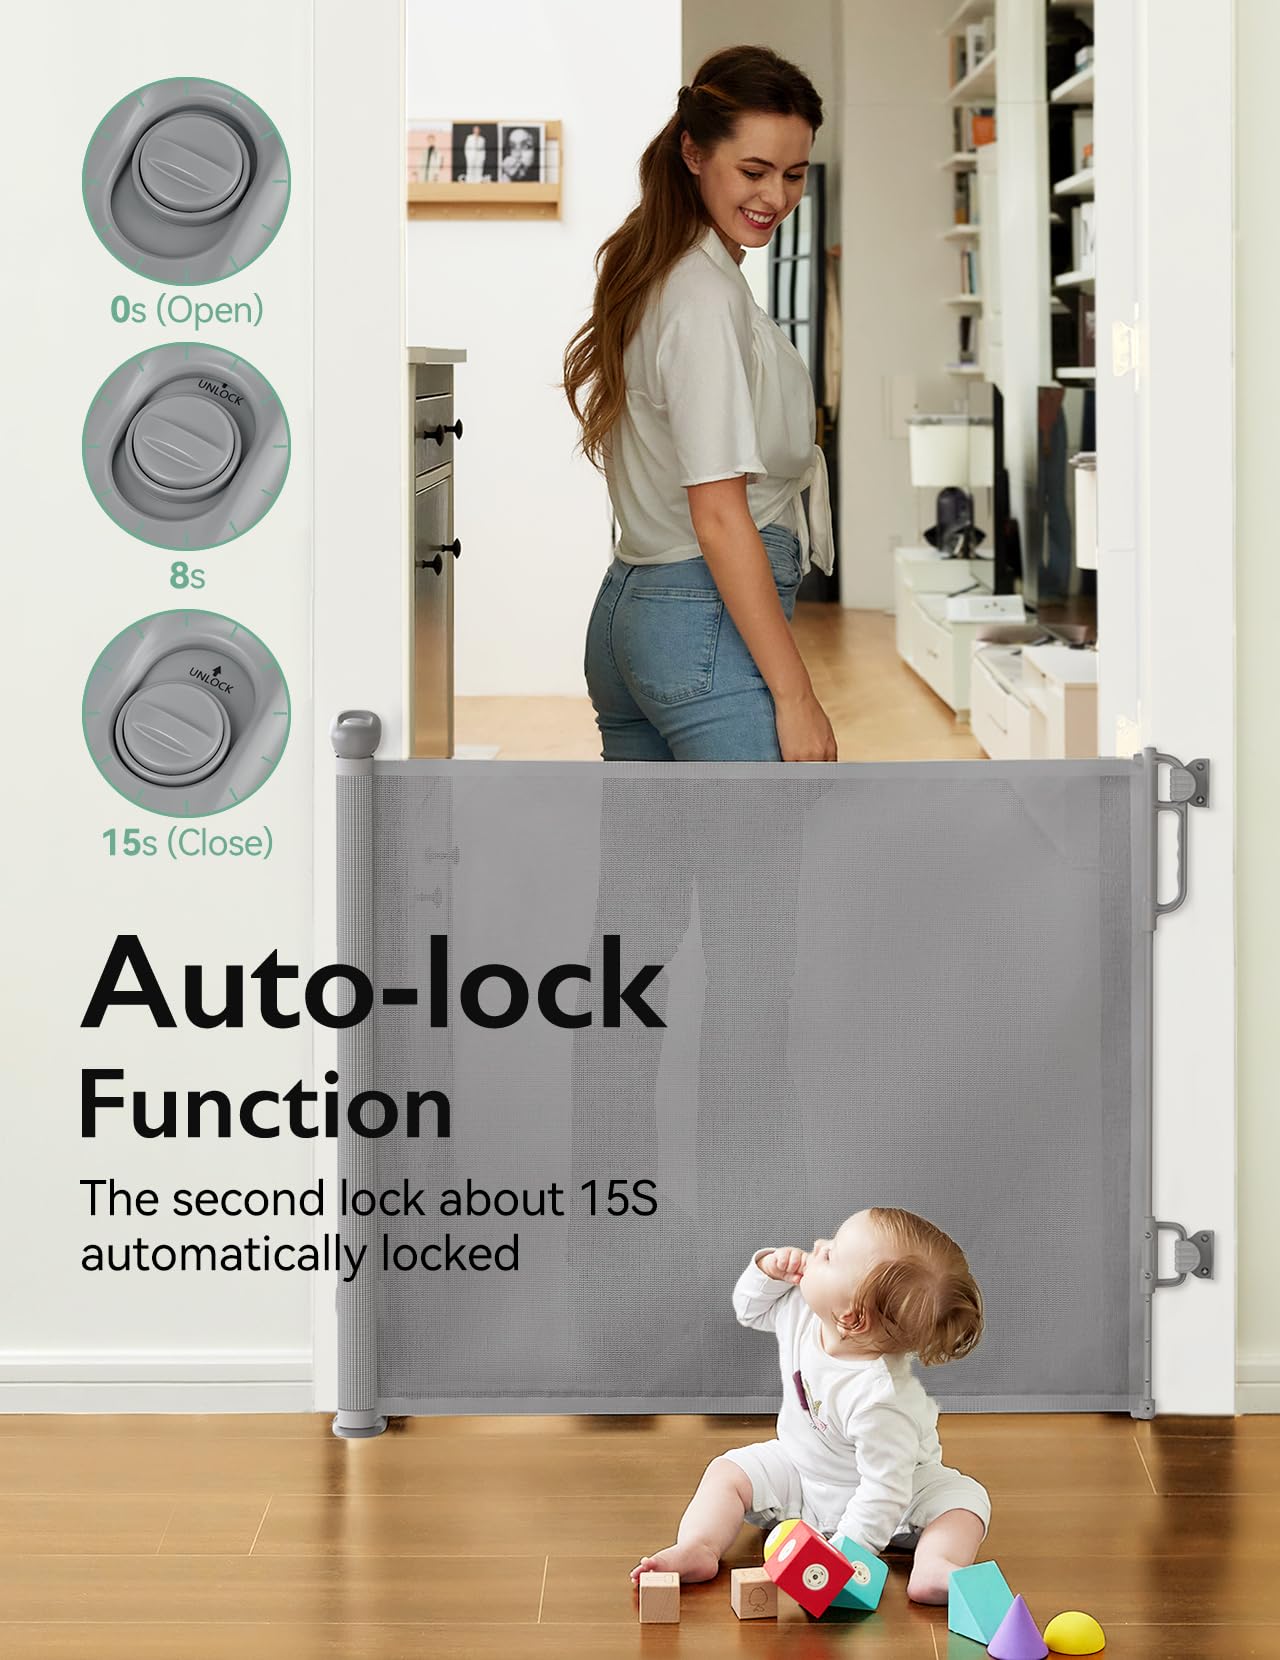 0s (Open)
UNLOCK
8s
UNLOCK
15s (Close)
Auto-lock
Function
The second lock about 15S
automatically locked